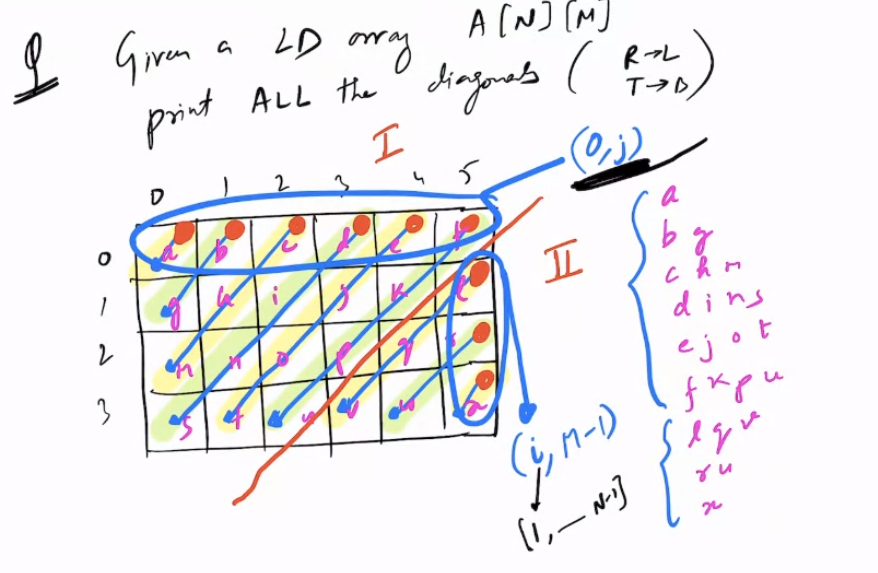 Q Given a 2D array A[N][M]
print ALL the diagonals ( R→L T→B )
I
(0,j)
0 1 2 3 4 5
0 a b c d e f
1 g h i j k l
2 m n o p q r
3 s t u v w x
II
a
b g
c h m
d i n s
e j o t
f k p u
l q v
r w
x
(i, M-1)
[1, — N-1]